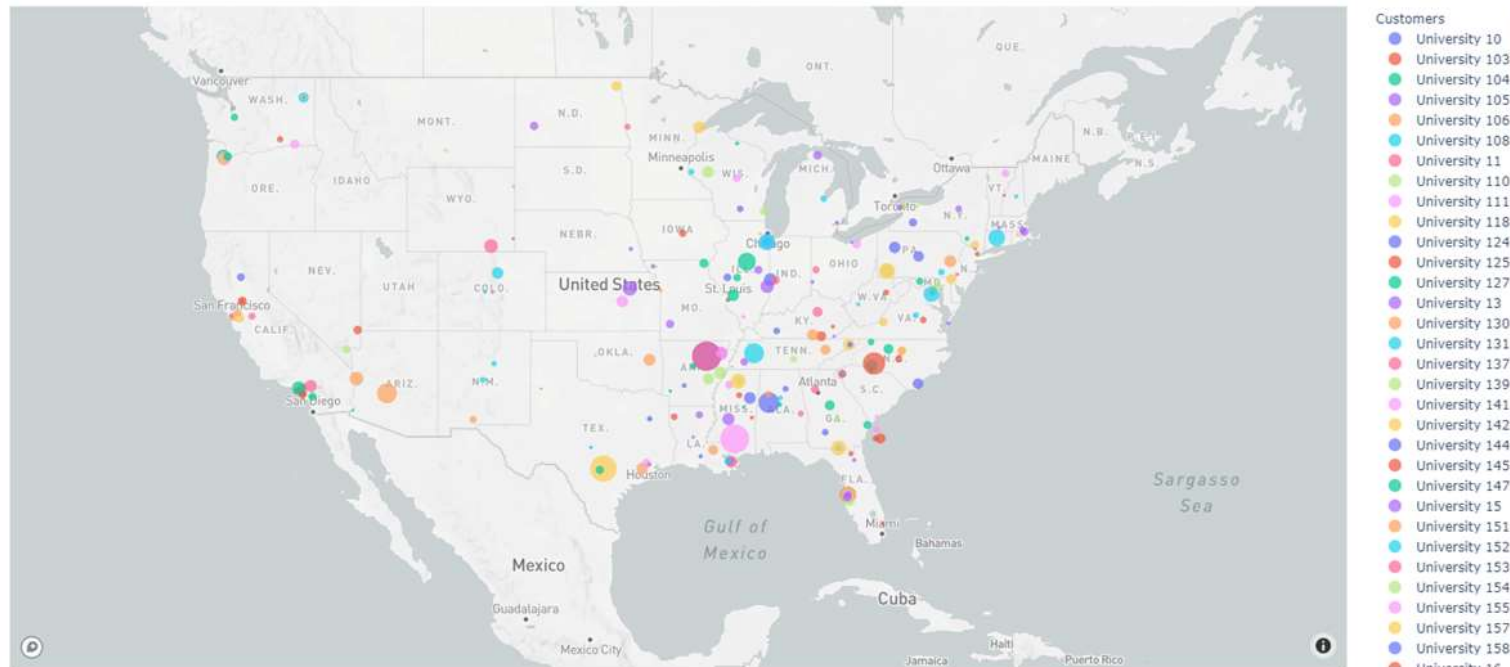 Customers
University 10
University 103
University 104
University 105
University 106
University 108
University 11
University 110
University 111
University 118
University 124
University 125
University 127
University 13
University 130
University 131
University 137
University 139
University 141
University 142
University 144
University 145
University 147
University 15
University 151
University 152
University 153
University 154
University 155
University 157
University 158
QUE.
ONT.
Vancouver
WASH.
MONT.
N.D.
MINN.
N.B.
P.E.I.
MAINE
N.S.
Ottawa
Minneapolis
WIS.
MICH.
VT.
ORE.
IDAHO
S.D.
WYO.
Toronto
N.Y.
MASS.
IOWA
NEBR.
Chicago
NEV.
UTAH
COLO.
United States
ILL.
IND.
OHIO
PA.
N.J.
MD.
San Francisco
CALIF.
St. Louis
MO.
W.VA.
VA.
KY.
ARIZ.
N.M.
OKLA.
ARK.
TENN.
N.C.
San Diego
Atlanta
S.C.
TEX.
MISS.
ALA.
GA.
LA.
Houston
FLA.
Sargasso
Sea
Gulf of
Mexico
Miami
Bahamas
Mexico
Cuba
Guadalajara
Mexico City
Haiti
Jamaica
Puerto Rico